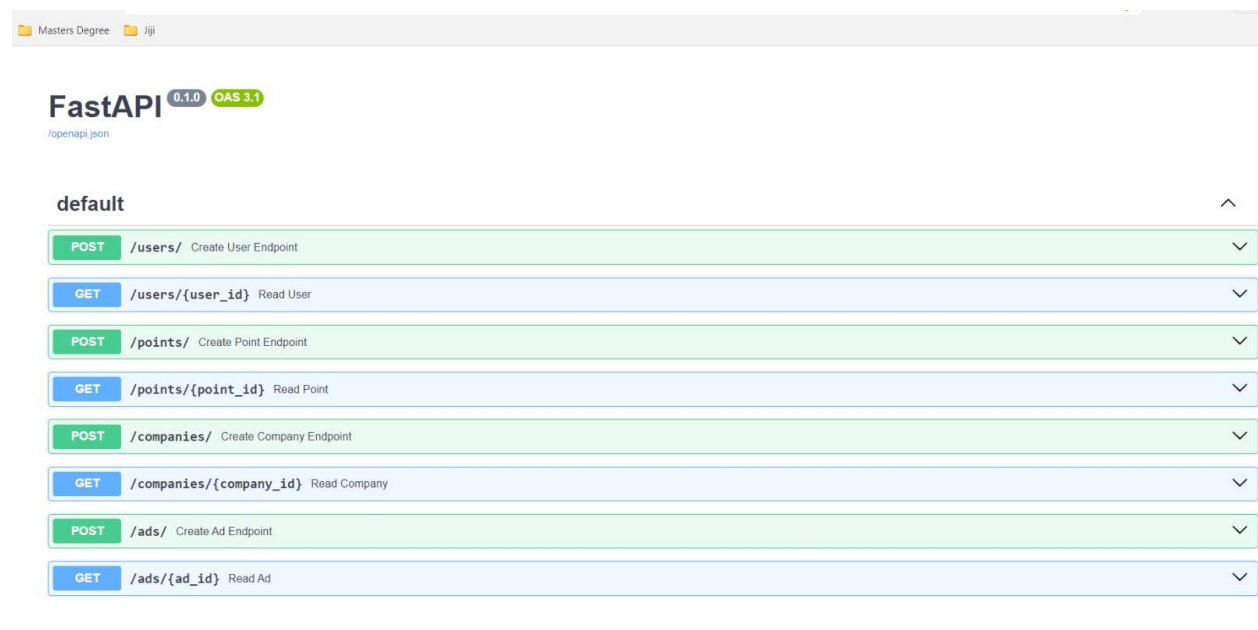 Masters Degree Jiji
FastAPI 0.1.0 OAS 3.1
/openapi.json
default
POST /users/ Create User Endpoint
GET /users/{user_id} Read User
POST /points/ Create Point Endpoint
GET /points/{point_id} Read Point
POST /companies/ Create Company Endpoint
GET /companies/{company_id} Read Company
POST /ads/ Create Ad Endpoint
GET /ads/{ad_id} Read Ad